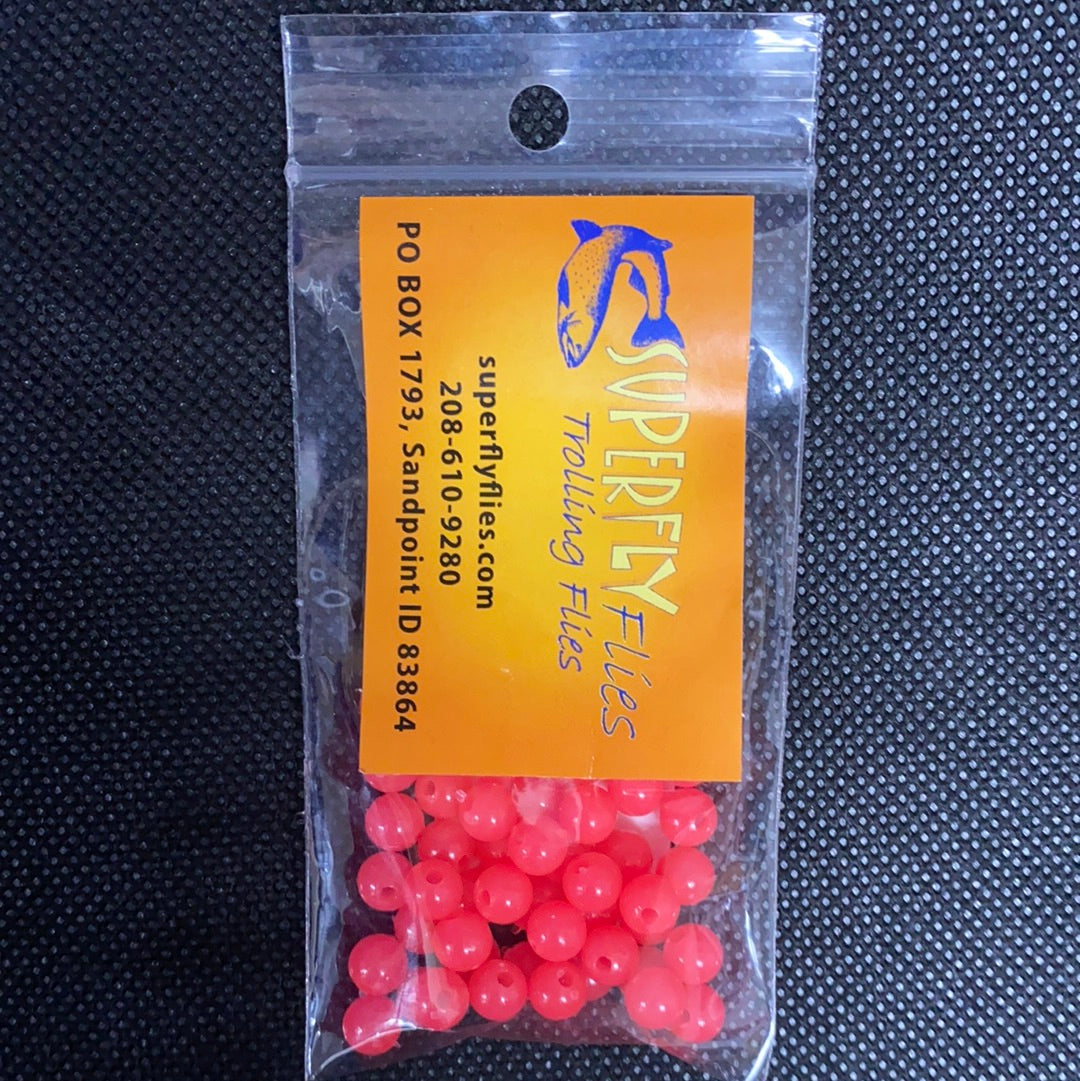 SUPERFLY Flies
Trolling Flies
superflyflies.com
208-610-9280
PO BOX 1793, Sandpoint ID 83864